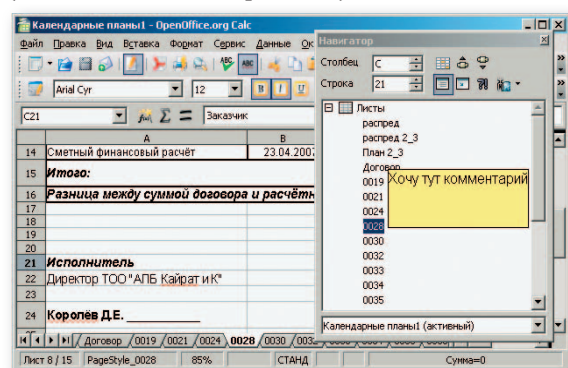 Календарные планы1 - OpenOffice.org Calc
Файл Правка Вид Вставка Формат Сервис Данные Ок
Arial Cyr 12
C21 Заказчик
A B
14 Сметный финансовый расчёт 23.04.2007
15 Итого:
16 Разница между суммой договора и расчётн
17
18
19
20
21 Исполнитель
22 Директор ТОО "АПБ Кайрат и К"
23
24 Королёв Д.Е.
Договор 0019 0021 0024 0028 0030
Лист 8 / 15 PageStyle_0028 85% СТАНД Сумма=0
Навигатор
Столбец C
Строка 21
Листы
распред
распред 2_3
План 2_3
Договор
0019
Хочу тут комментарий
0021
0024
0028
0030
0032
0033
0034
0035
Календарные планы1 (активный)